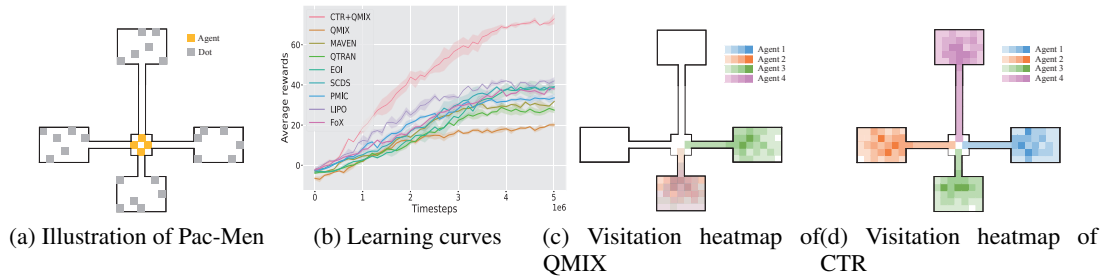 Agent
Dot
(a) Illustration of Pac-Men
Average rewards
60
40
20
0
CTR+QMIX
QMIX
MAVEN
QTRAN
EOI
SCDS
PMIC
LIPO
FoX
0 1 2 3 4 5
1e6
Timesteps
(b) Learning curves
Agent 1
Agent 2
Agent 3
Agent 4
(c) Visitation heatmap of
QMIX
Agent 1
Agent 2
Agent 3
Agent 4
(d) Visitation heatmap of
CTR